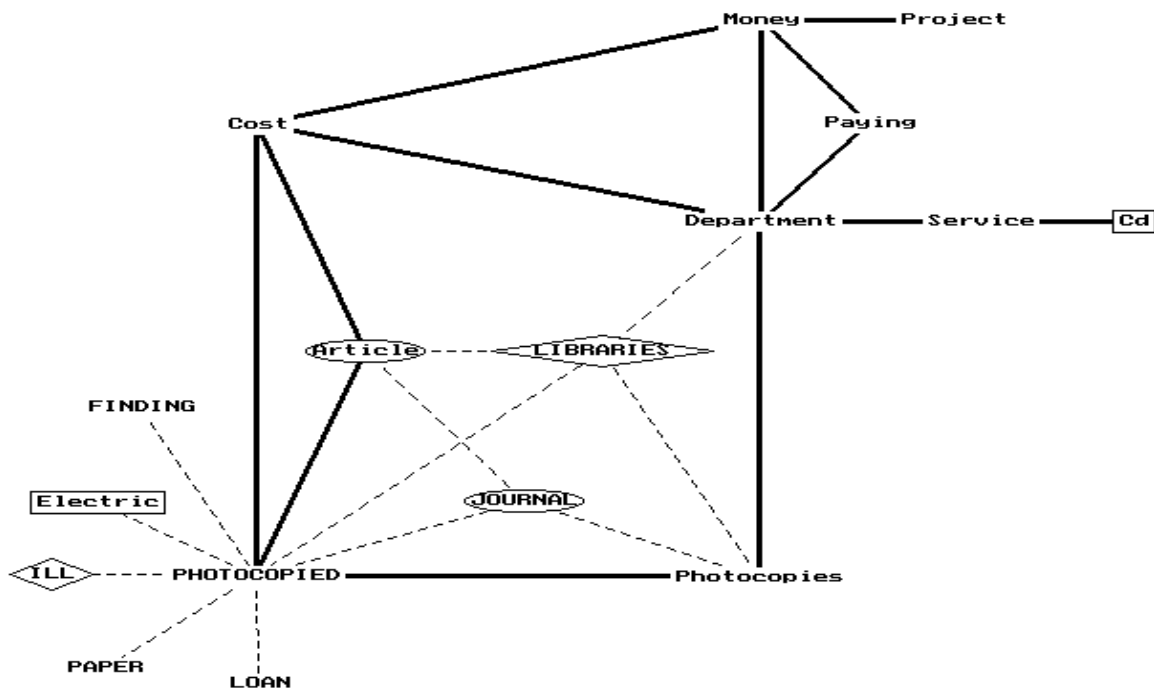 Money Project
Cost
Paying
Department Service Cd
Article LIBRARIES
FINDING
Electric
JOURNAL
ILL PHOTOCOPIED Photocopies
PAPER
LOAN